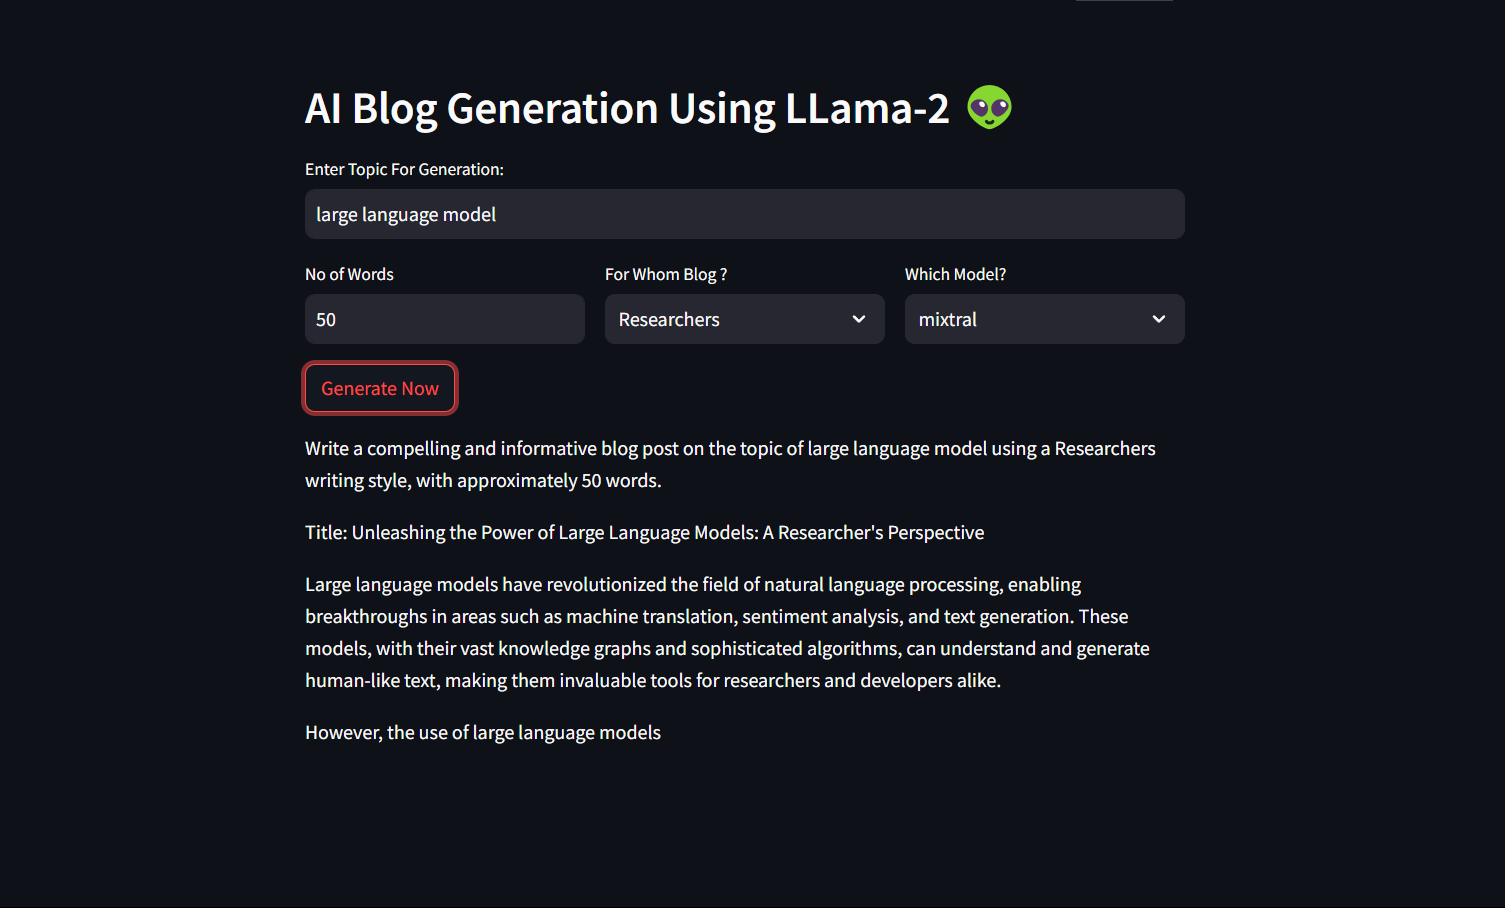 AI Blog Generation Using LLama-2 👽
Enter Topic For Generation:
large language model
No of Words
For Whom Blog ?
Which Model?
50
Researchers
mixtral
Generate Now
Write a compelling and informative blog post on the topic of large language model using a Researchers
writing style, with approximately 50 words.
Title: Unleashing the Power of Large Language Models: A Researcher's Perspective
Large language models have revolutionized the field of natural language processing, enabling
breakthroughs in areas such as machine translation, sentiment analysis, and text generation. These
models, with their vast knowledge graphs and sophisticated algorithms, can understand and generate
human-like text, making them invaluable tools for researchers and developers alike.
However, the use of large language models